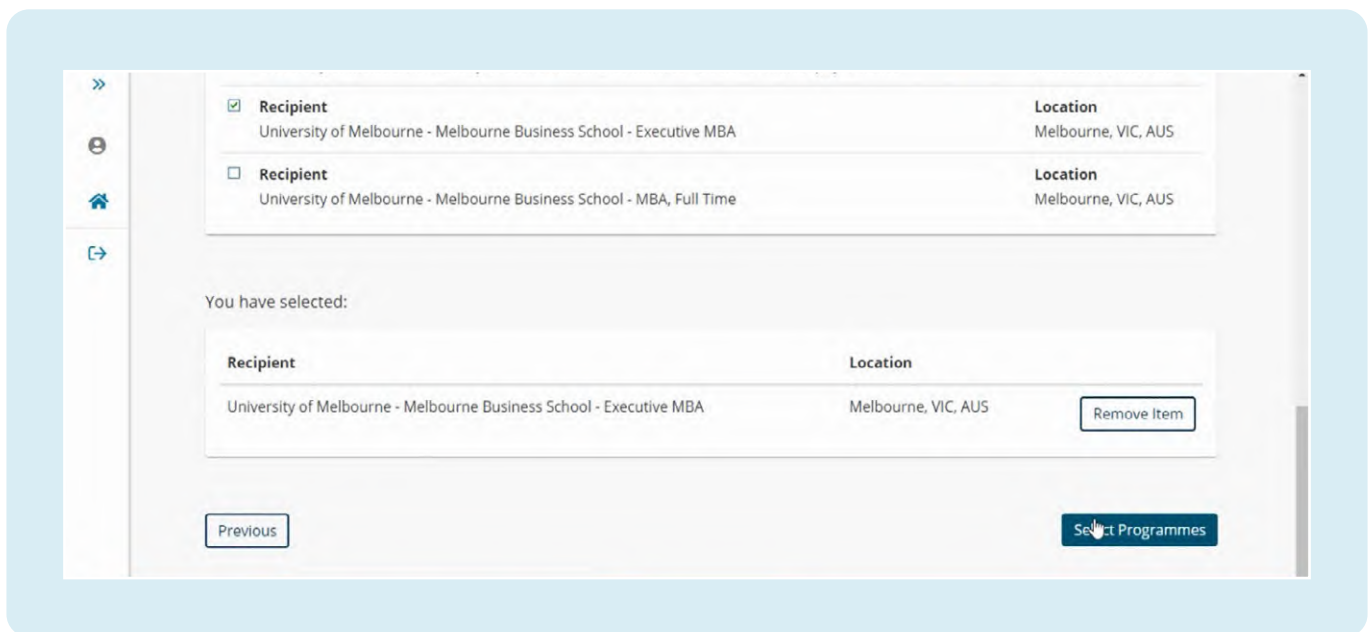 Recipient Location
University of Melbourne - Melbourne Business School - Executive MBA Melbourne, VIC, AUS
Recipient Location
University of Melbourne - Melbourne Business School - MBA, Full Time Melbourne, VIC, AUS
You have selected:
Recipient Location
University of Melbourne - Melbourne Business School - Executive MBA Melbourne, VIC, AUS Remove Item
Previous Select Programmes